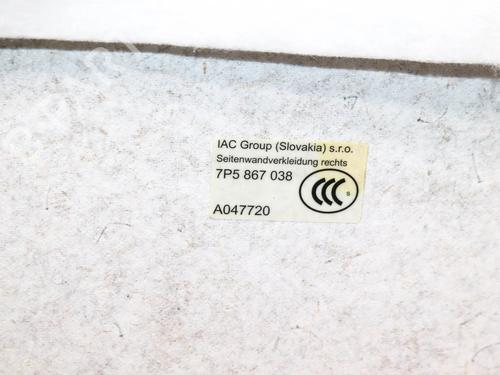 IAC Group (Slovakia) s.r.o.
Seitenwandverkleidung rechts
7P5 867 038
CCC S
A047720